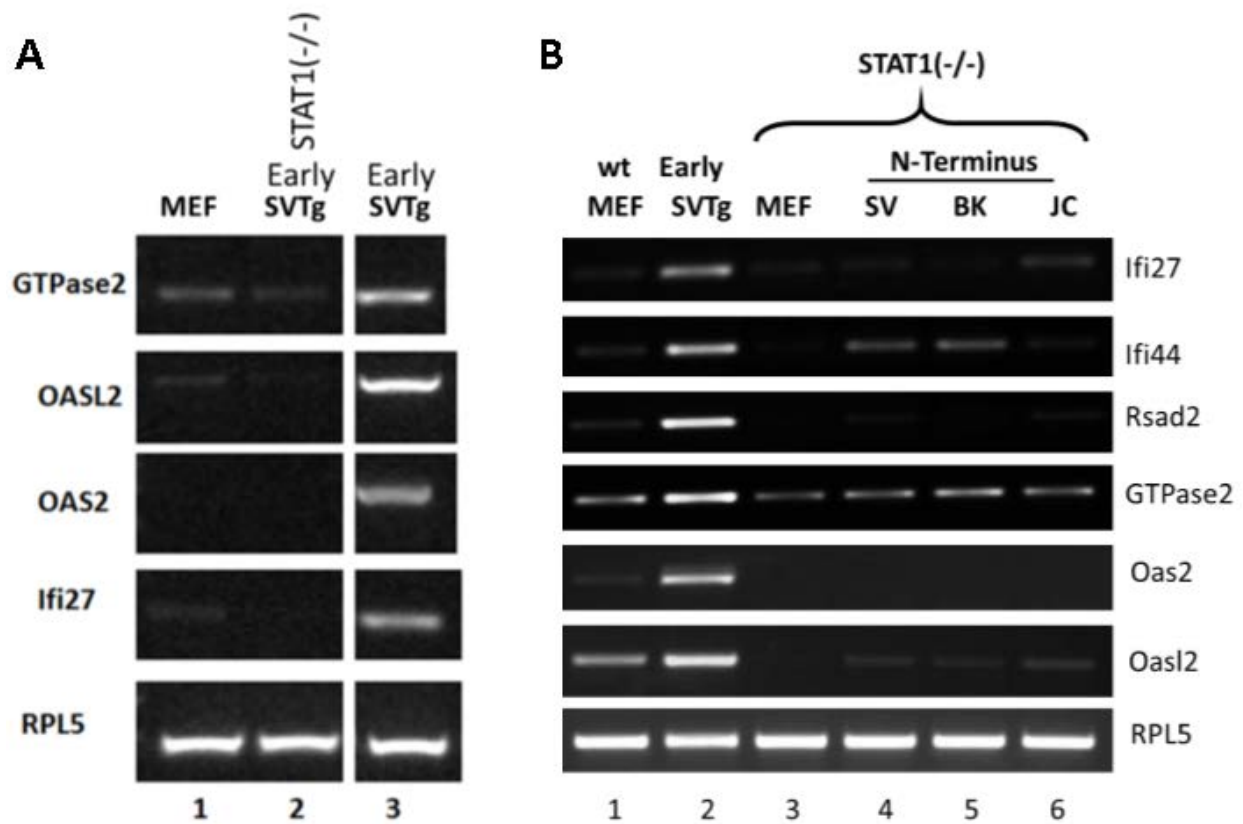 A
STAT1(-/-)
Early Early
MEF SVTg SVTg
GTPase2
OASL2
OAS2
Ifi27
RPL5
1 2 3
B
STAT1(-/-)
wt Early N-Terminus
MEF SVTg MEF SV BK JC
Ifi27
Ifi44
Rsad2
GTPase2
Oas2
Oasl2
RPL5
1 2 3 4 5 6